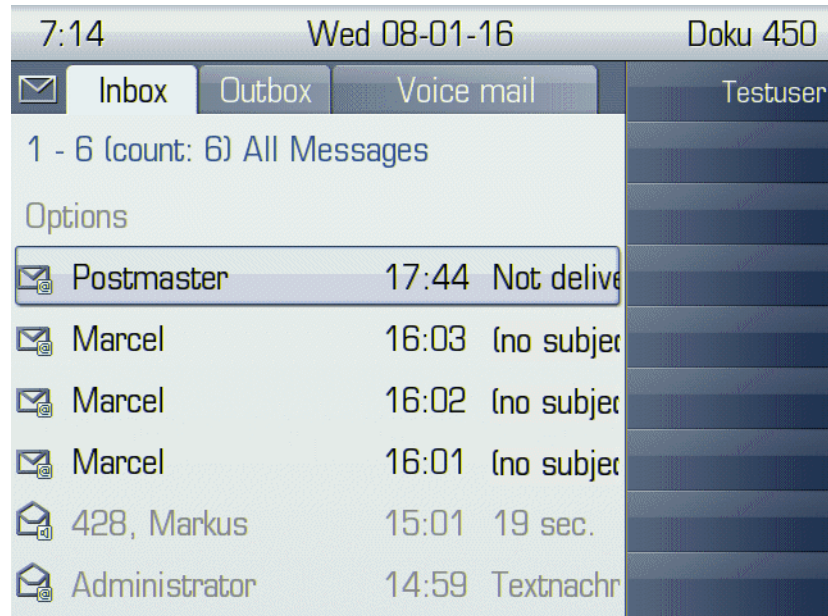 7:14 Wed 08-01-16 Doku 450
Inbox Outbox Voice mail Testuser
1 - 6 (count: 6) All Messages
Options
Postmaster 17:44 Not delive
Marcel 16:03 (no subjec
Marcel 16:02 (no subjec
Marcel 16:01 (no subjec
428, Markus 15:01 19 sec.
Administrator 14:59 Textnachr